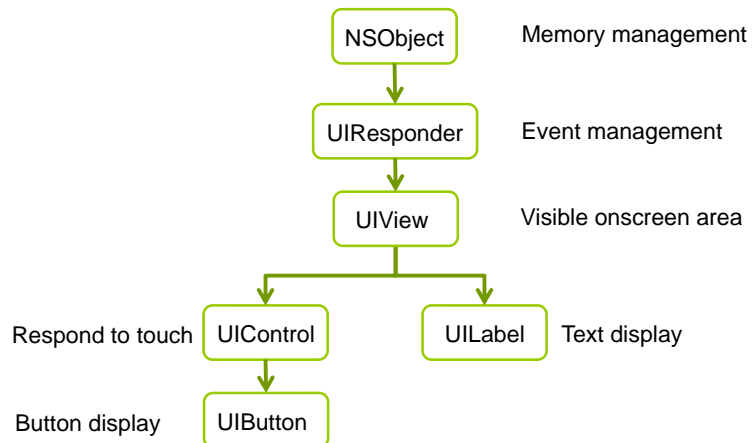 NSObject Memory management
UIResponder Event management
UIView Visible onscreen area
Respond to touch UIControl UILabel Text display
Button display UIButton